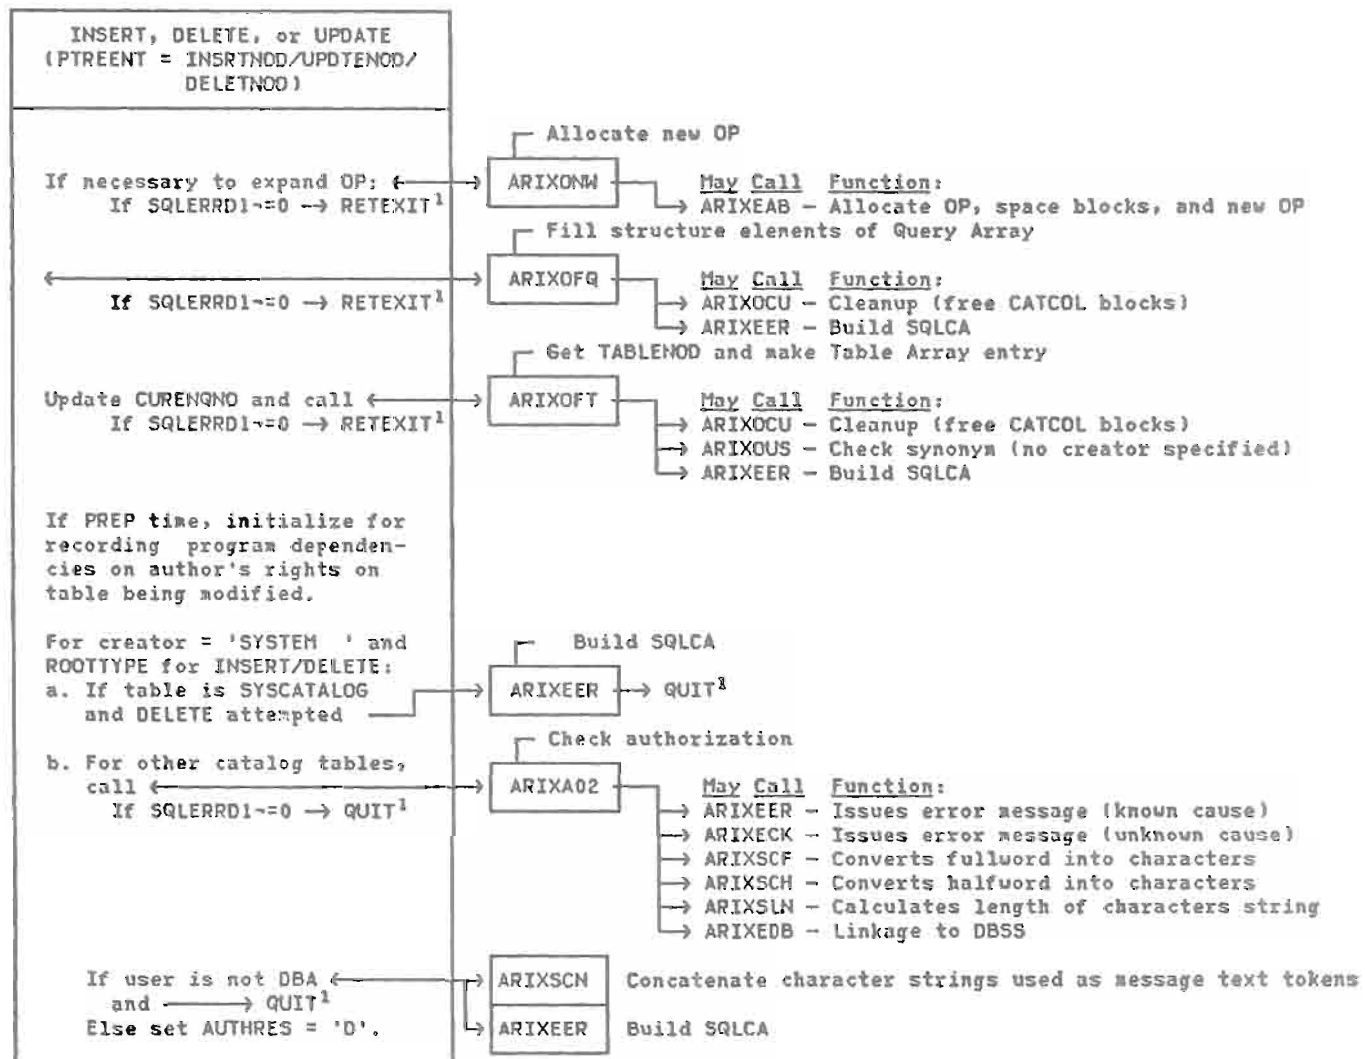 INSERT, DELETE, or UPDATE
(PTREENT = INSRTNOD/UPDTENOD/
DELETNOD)
Allocate new OP
If necessary to expand OP:
ARIXONW
May Call Function:
If SQLERRD1¬=0 → RETEXIT¹
→ ARIXEAB - Allocate OP, space blocks, and new OP
Fill structure elements of Query Array
ARIXOFQ
May Call Function:
If SQLERRD1¬=0 → RETEXIT¹
→ ARIXOCU - Cleanup (free CATCOL blocks)
→ ARIXEER - Build SQLCA
Get TABLENOD and make Table Array entry
Update CURENQNO and call
ARIXOFT
May Call Function:
If SQLERRD1¬=0 → RETEXIT¹
→ ARIXOCU - Cleanup (free CATCOL blocks)
→ ARIXOUS - Check synonym (no creator specified)
→ ARIXEER - Build SQLCA
If PREP time, initialize for
recording program dependen-
cies on author's rights on
table being modified.
For creator = 'SYSTEM ' and
ROOTTYPE for INSERT/DELETE:
Build SQLCA
a. If table is SYSCATALOG
and DELETE attempted
ARIXEER → QUIT¹
Check authorization
b. For other catalog tables,
call
ARIXA02
May Call Function:
If SQLERRD1¬=0 → QUIT¹
→ ARIXEER - Issues error message (known cause)
→ ARIXECK - Issues error message (unknown cause)
→ ARIXSCF - Converts fullword into characters
→ ARIXSCH - Converts halfword into characters
→ ARIXSLN - Calculates length of characters string
→ ARIXEDB - Linkage to DBSS
If user is not DBA
ARIXSCN Concatenate character strings used as message text tokens
and → QUIT¹
Else set AUTHRES = 'D'.
ARIXEER Build SQLCA